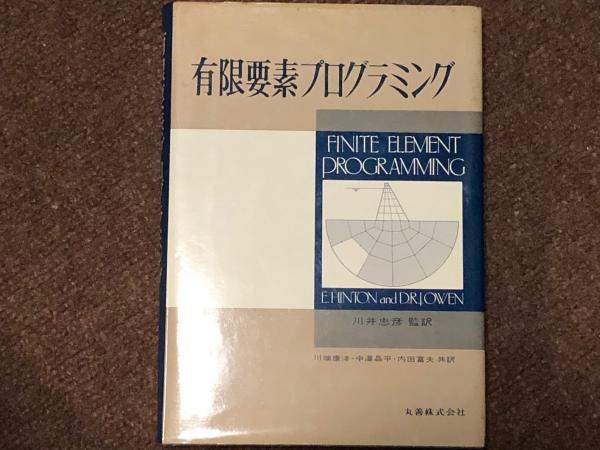 有限要素プログラミング
FINITE ELEMENT
PROGRAMMING
E. HINTON and D.R.J. OWEN
川井忠彦 監訳
川端康洋・中澤晶平・内田富夫 共訳
丸善株式会社